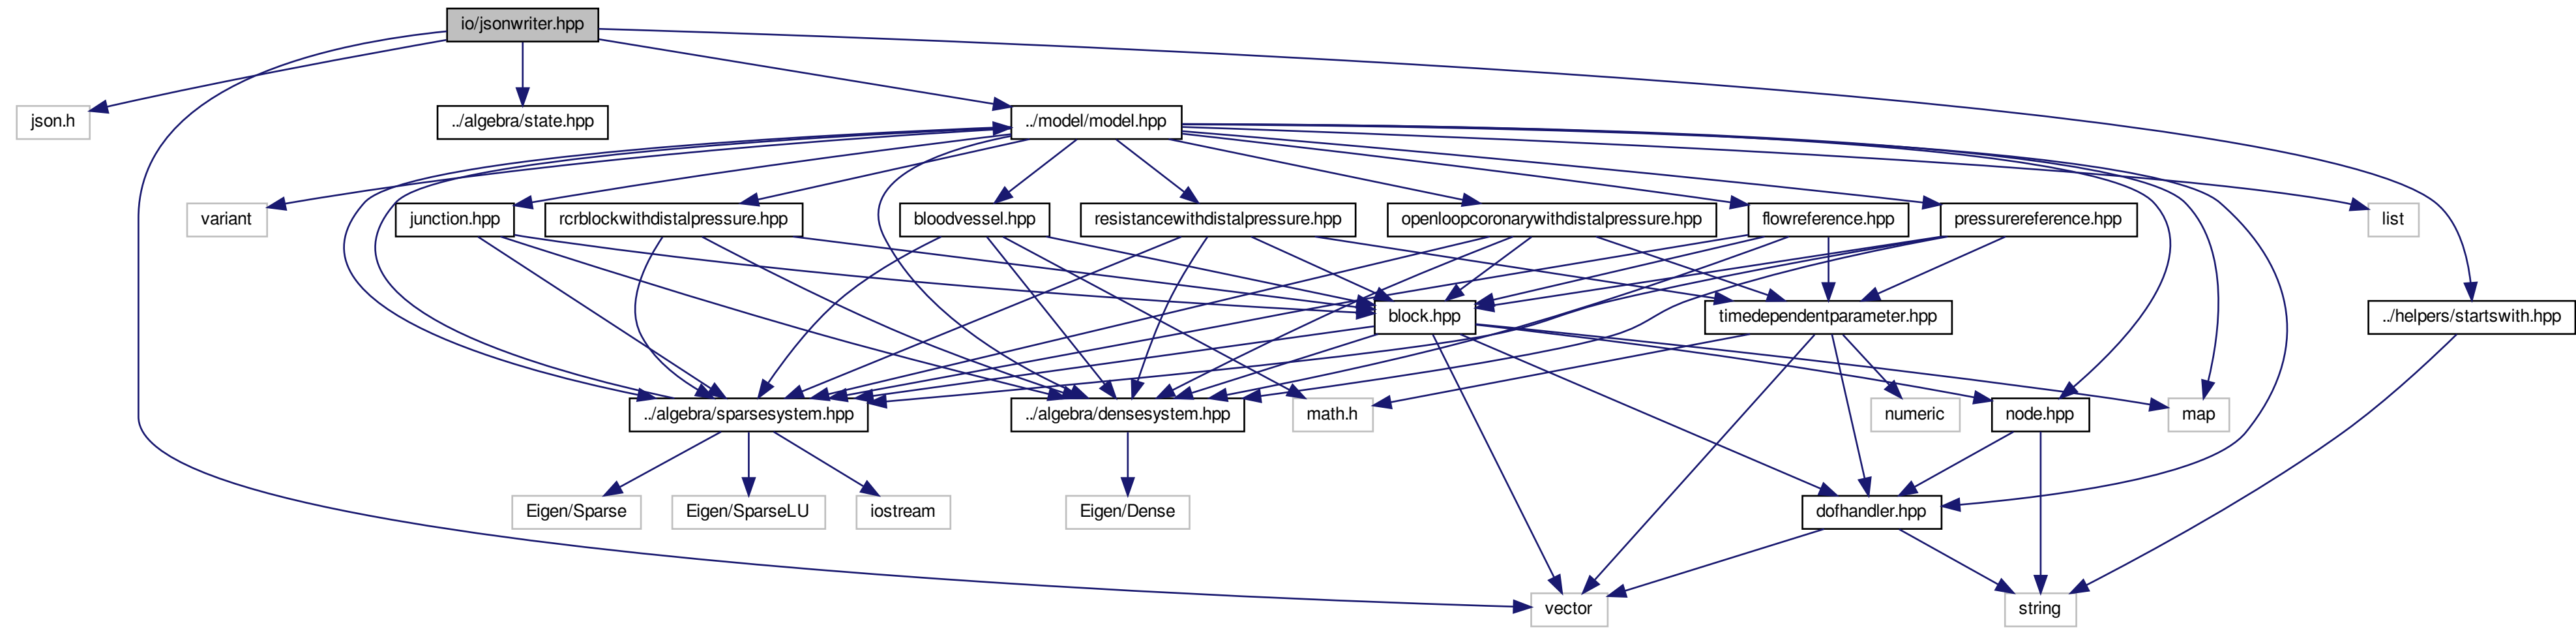 io/jsonwriter.hpp
json.h
../algebra/state.hpp
../model/model.hpp
variant
junction.hpp
rcrblockwithdistalpressure.hpp
bloodvessel.hpp
resistancewithdistalpressure.hpp
openloopcoronarywithdistalpressure.hpp
flowreference.hpp
pressurereference.hpp
list
block.hpp
timedependentparameter.hpp
../helpers/startswith.hpp
../algebra/sparsesystem.hpp
../algebra/densesystem.hpp
math.h
numeric
node.hpp
map
Eigen/Sparse
Eigen/SparseLU
iostream
Eigen/Dense
dofhandler.hpp
vector
string